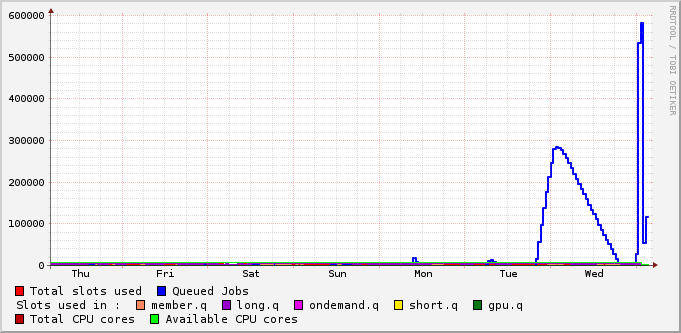 RRDTOOL / TOBI OETIKER
600000
500000
400000
300000
200000
100000
0
Thu Fri Sat Sun Mon Tue Wed
Total slots used Queued Jobs
Slots used in : member.q long.q ondemand.q short.q gpu.q
Total CPU cores Available CPU cores